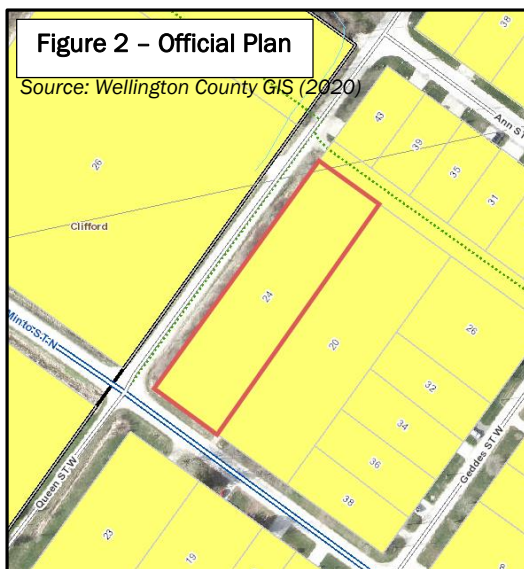 Figure 2 – Official Plan
Source: Wellington County GIS (2020)
38
Ann ST
43
39
35
31
26
Clifford
24
20
26
32
34
36
38
Minto ST N
Queen ST W
Geddes ST W
23
19